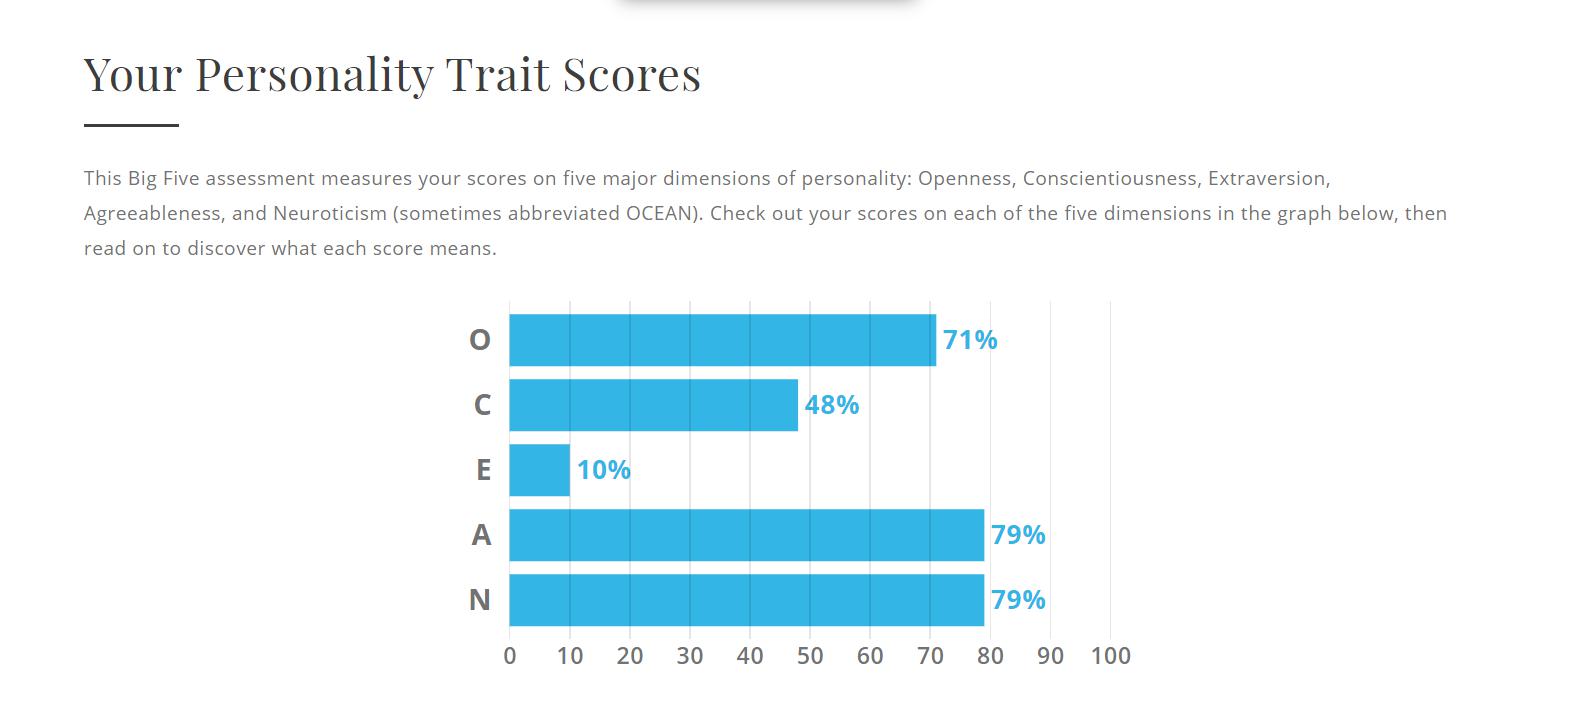 Your Personality Trait Scores
This Big Five assessment measures your scores on five major dimensions of personality: Openness, Conscientiousness, Extraversion,
Agreeableness, and Neuroticism (sometimes abbreviated OCEAN). Check out your scores on each of the five dimensions in the graph below, then
read on to discover what each score means.
O 71%
C 48%
E 10%
A 79%
N 79%
0 10 20 30 40 50 60 70 80 90 100